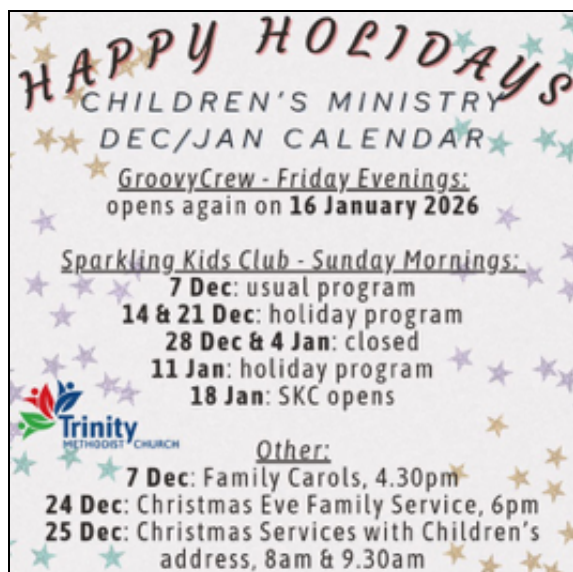 HAPPY HOLIDAYS
CHILDREN'S MINISTRY
DEC/JAN CALENDAR
GroovyCrew - Friday Evenings:
opens again on 16 January 2026
Sparkling Kids Club - Sunday Mornings:
7 Dec: usual program
14 & 21 Dec: holiday program
28 Dec & 4 Jan: closed
11 Jan: holiday program
18 Jan: SKC opens
Trinity
METHODIST CHURCH
Other:
7 Dec: Family Carols, 4.30pm
24 Dec: Christmas Eve Family Service, 6pm
25 Dec: Christmas Services with Children's
address, 8am & 9.30am